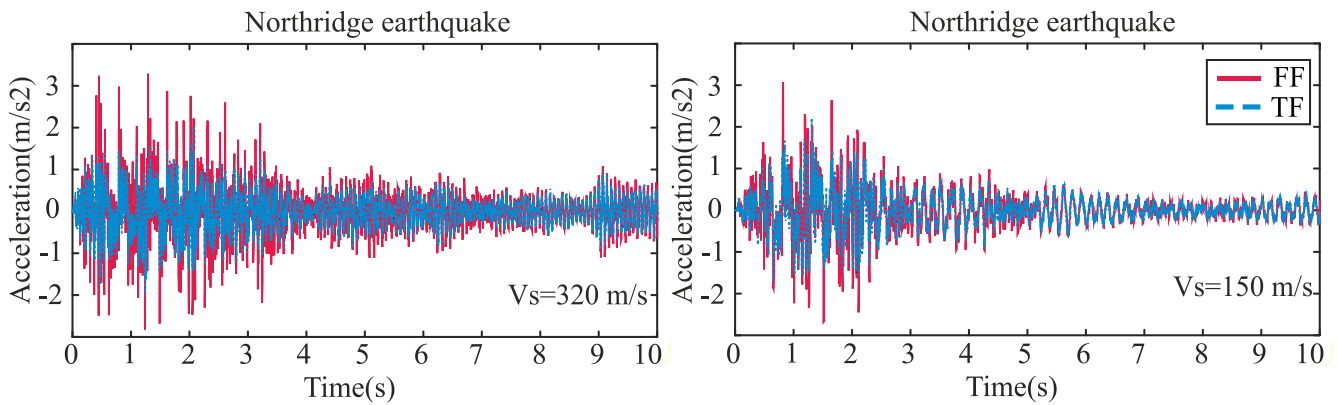 Northridge earthquake
Acceleration(m/s2)
3
2
1
0
-1
-2
Vs=320 m/s
0 1 2 3 4 5 6 7 8 9 10
Time(s)
Northridge earthquake
Acceleration(m/s2)
3
2
1
0
-1
-2
FF
TF
Vs=150 m/s
0 1 2 3 4 5 6 7 8 9 10
Time(s)